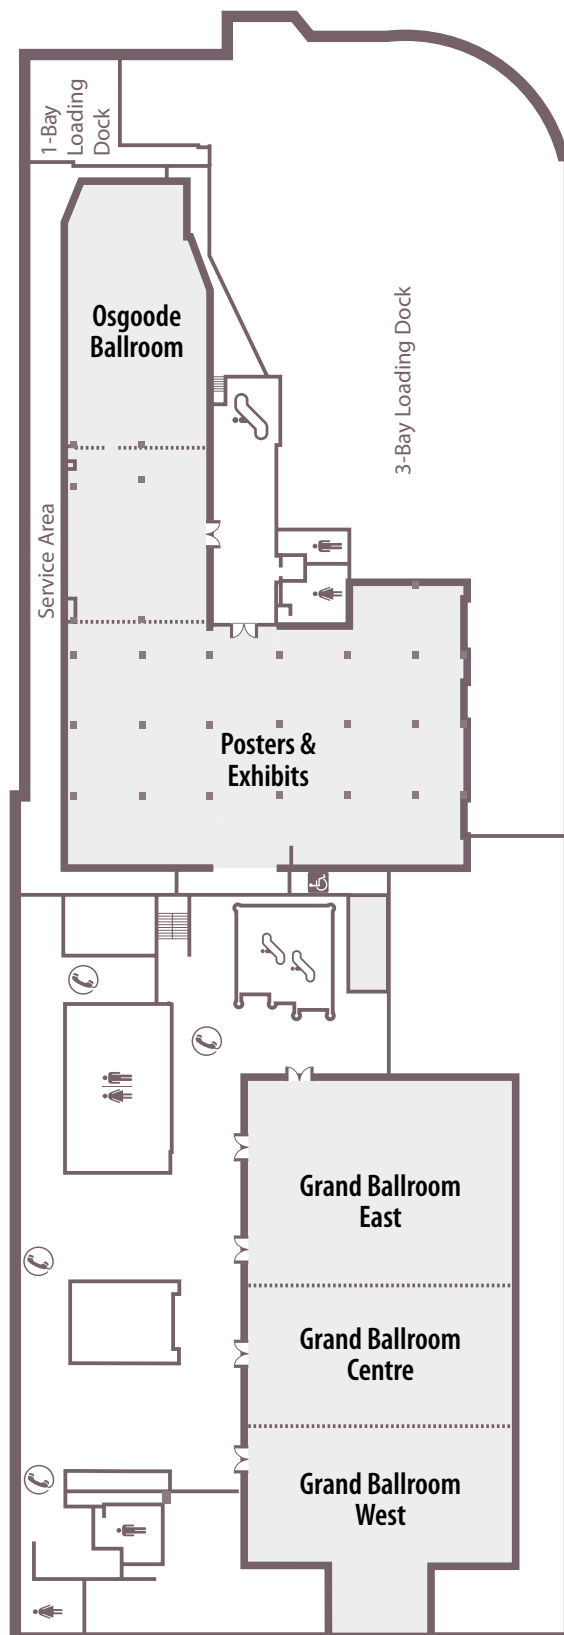 1-Bay
Loading
Dock
Osgoode
Ballroom
3-Bay Loading Dock
Service Area
Posters &
Exhibits
Grand Ballroom
East
Grand Ballroom
Centre
Grand Ballroom
West